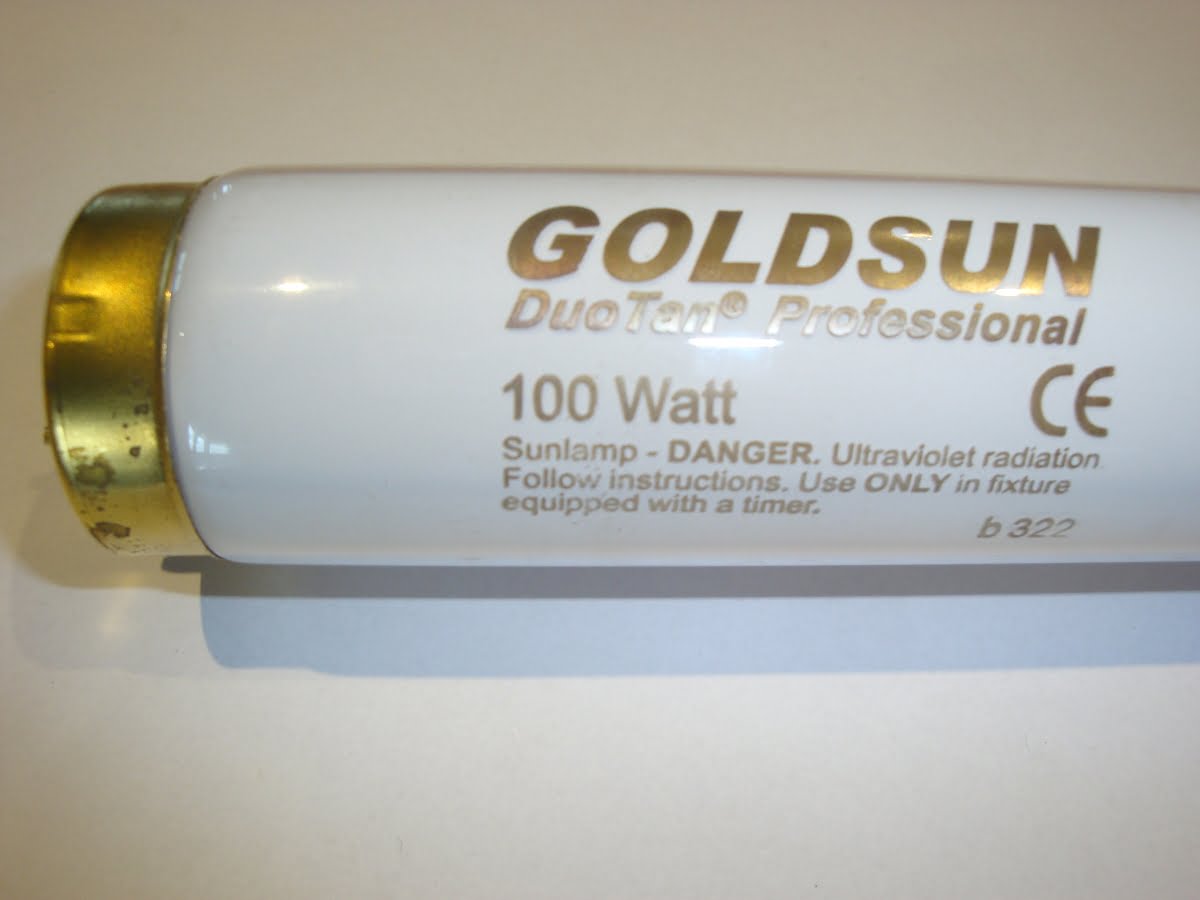 GOLDSUN
DuoTan® Professional
100 Watt
CE
Sunlamp - DANGER. Ultraviolet radiation
Follow instructions. Use ONLY in fixture
equipped with a timer.
b 322